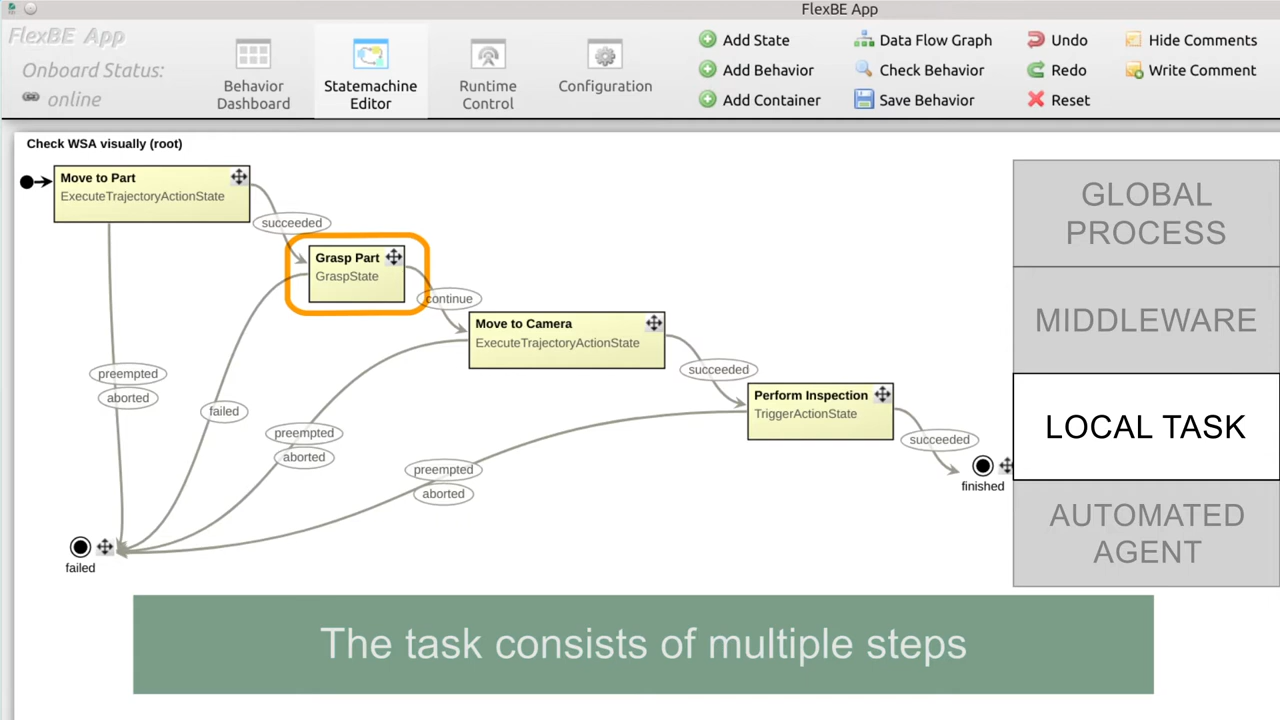 FlexBE App
FlexBE App
Onboard Status:
online
Behavior
Dashboard
Statemachine
Editor
Runtime
Control
Configuration
Add State
Add Behavior
Add Container
Data Flow Graph
Check Behavior
Save Behavior
Undo
Redo
Reset
Hide Comments
Write Comment
Check WSA visually (root)
Move to Part
ExecuteTrajectoryActionState
succeeded
Grasp Part
GraspState
continue
Move to Camera
ExecuteTrajectoryActionState
succeeded
Perform Inspection
TriggerActionState
succeeded
finished
preempted
aborted
failed
preempted
aborted
preempted
aborted
failed
GLOBAL
PROCESS
MIDDLEWARE
LOCAL TASK
AUTOMATED
AGENT
The task consists of multiple steps